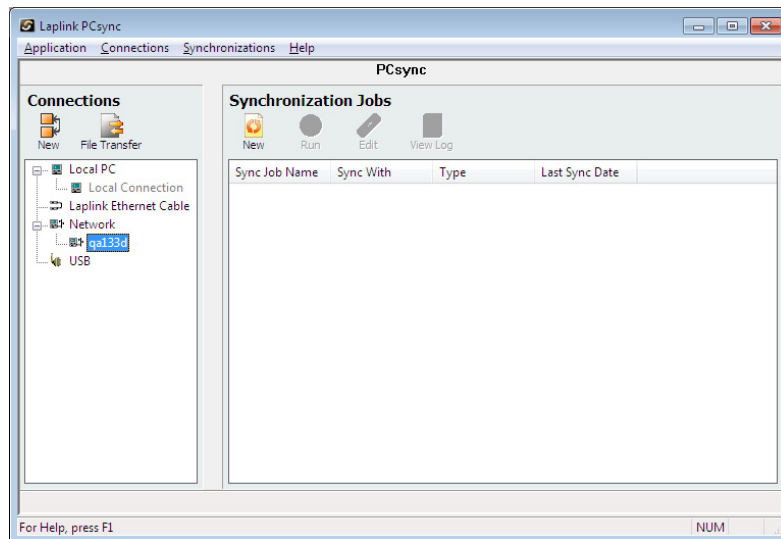 Laplink PCsync
Application Connections Synchronizations Help
PCsync
Connections
New File Transfer
Local PC
Local Connection
Laplink Ethernet Cable
Network
qa133d
USB
Synchronization Jobs
New Run Edit View Log
Sync Job Name Sync With Type Last Sync Date
For Help, press F1
NUM